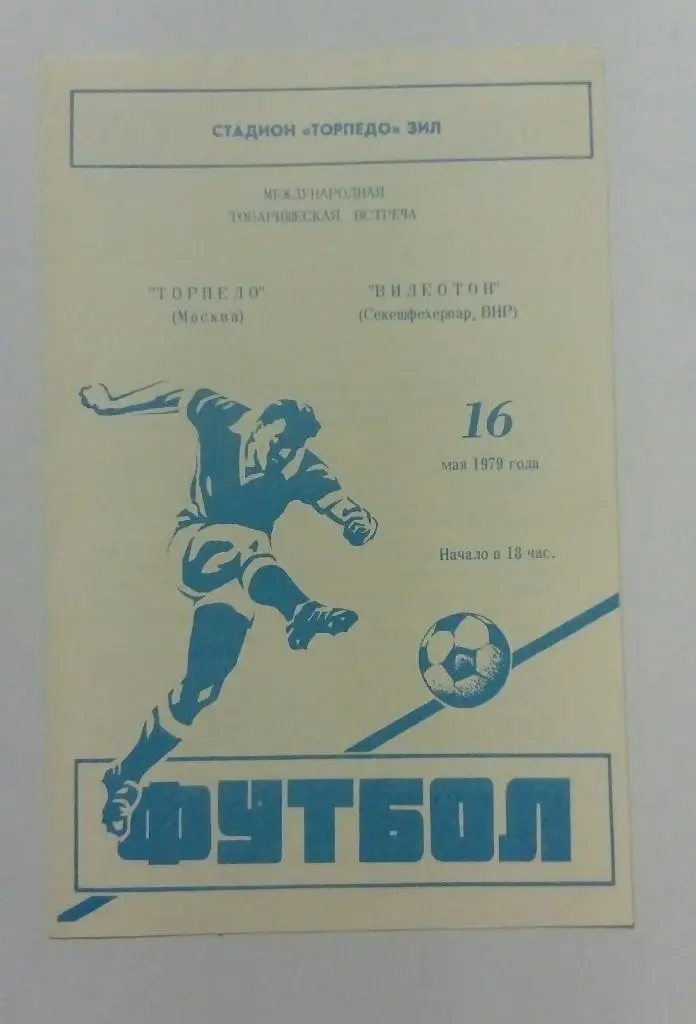 СТАДИОН «ТОРПЕДО» ЗИЛ
МЕЖДУНАРОДНАЯ
ТОВАРИЩЕСКАЯ ВСТРЕЧА
"ТОРПЕДО" "ВИДЕОТОН"
(Москва) (Секешфехервар, ВНР)
16
мая 1979 года
Начало в 18 час.
ФУТБОЛ